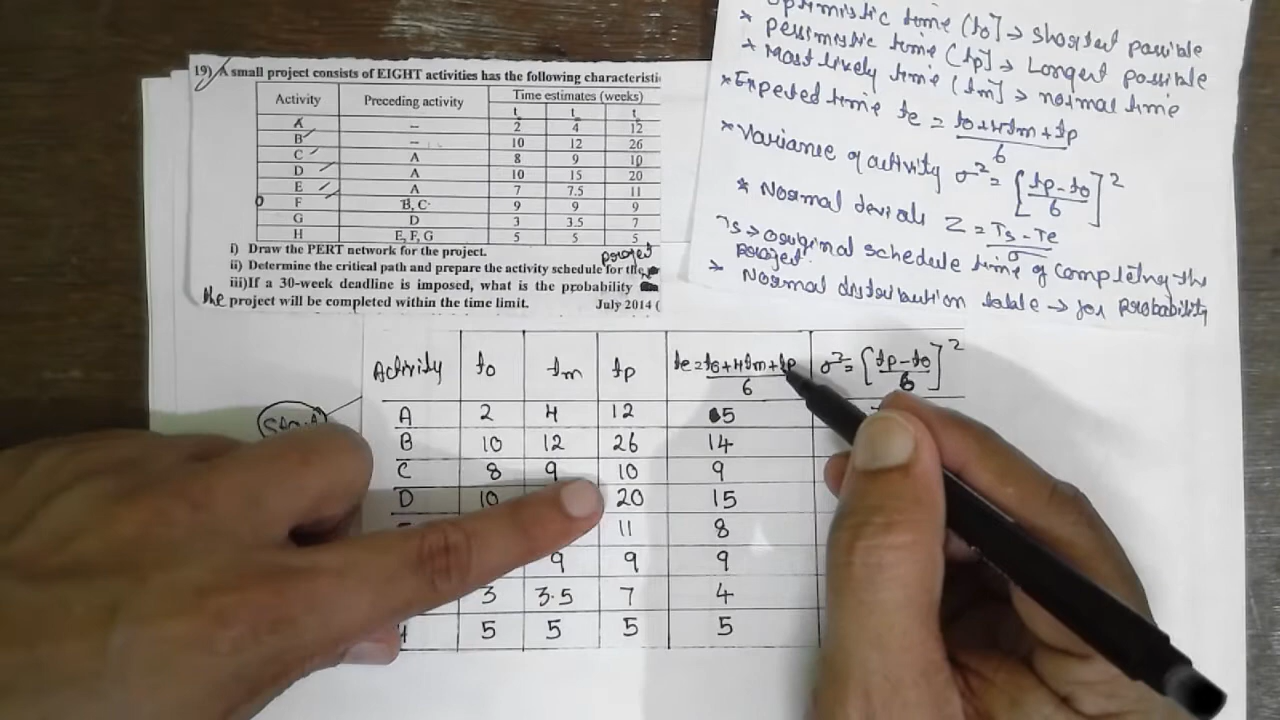 19) A small project consists of EIGHT activities has the following characteristi
Activity Preceding activity Time estimates (weeks)
t t t
A – 2 4 12
B – 10 12 26
C A 8 9 10
D A 10 15 20
E A 7 7.5 11
F B, C 9 9 9
G D 3 3.5 7
H E, F, G 5 5 5
i) Draw the PERT network for the project.
project
ii) Determine the critical path and prepare the activity schedule for the
iii)If a 30-week deadline is imposed, what is the probability
the project will be completed within the time limit. July 2014 (
optimistic time (to) → shortest possible
* pessimistic time (tp) → Longest possible
* Most likely time (tm) → normal time
* Expected time te = to+4tm+tp
6
* Variance of activity σ² = [tp-to
6]²
* Normal deviate Z = Ts - Te
σ
Ts → original schedule time of completing the
project.
→ Normal distribution table → for probability
Activity to tm tp te = to+4tm+tp
6 σ² = [tp-to
6]²
A 2 4 12 5
B 10 12 26 14
C 8 9 10 9
D 10 20 15
11 8
9 9 9
3 3.5 7 4
H 5 5 5 5